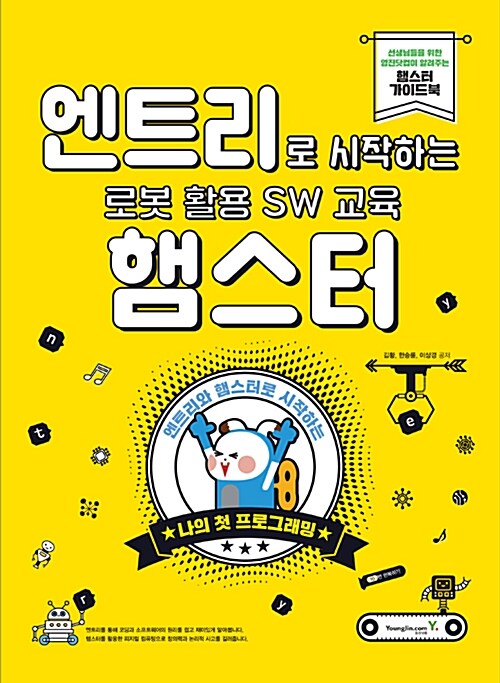 선생님들을 위한
영진닷컴이 알려주는
햄스터
가이드북
엔트리로 시작하는
로봇 활용 SW 교육
햄스터
김황, 한승륜, 이상경 공저
엔트리와 햄스터로 시작하는
나의 첫 프로그래밍
n
t
r
y
e
y
엔트리를 통해 코딩과 소프트웨어의 원리를 쉽고 재미있게 알아봅니다.
햄스터를 활용한 피지컬 컴퓨팅으로 창의력과 논리적 사고를 길러줍니다.
YoungJin.com Y.